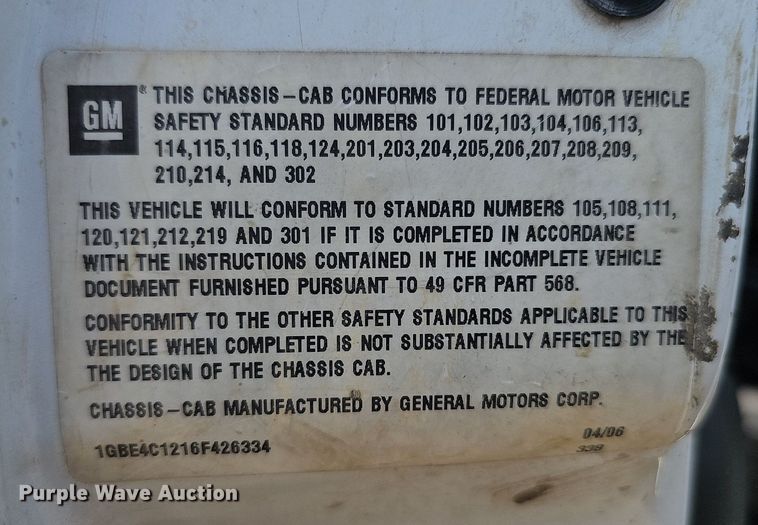 GM ® THIS CHASSIS-CAB CONFORMS TO FEDERAL MOTOR VEHICLE
SAFETY STANDARD NUMBERS 101,102,103,104,106,113,
114,115,116,118,124,201,203,204,205,206,207,208,209,
210,214, AND 302
THIS VEHICLE WILL CONFORM TO STANDARD NUMBERS 105,108,111,
120,121,212,219 AND 301 IF IT IS COMPLETED IN ACCORDANCE
WITH THE INSTRUCTIONS CONTAINED IN THE INCOMPLETE VEHICLE
DOCUMENT FURNISHED PURSUANT TO 49 CFR PART 568.
CONFORMITY TO THE OTHER SAFETY STANDARDS APPLICABLE TO THIS
VEHICLE WHEN COMPLETED IS NOT SUBSTANTIALLY AFFECTED BY THE
THE DESIGN OF THE CHASSIS CAB.
CHASSIS-CAB MANUFACTURED BY GENERAL MOTORS CORP.
04/06
1GBE4C1216F426334 338
Purple Wave Auction